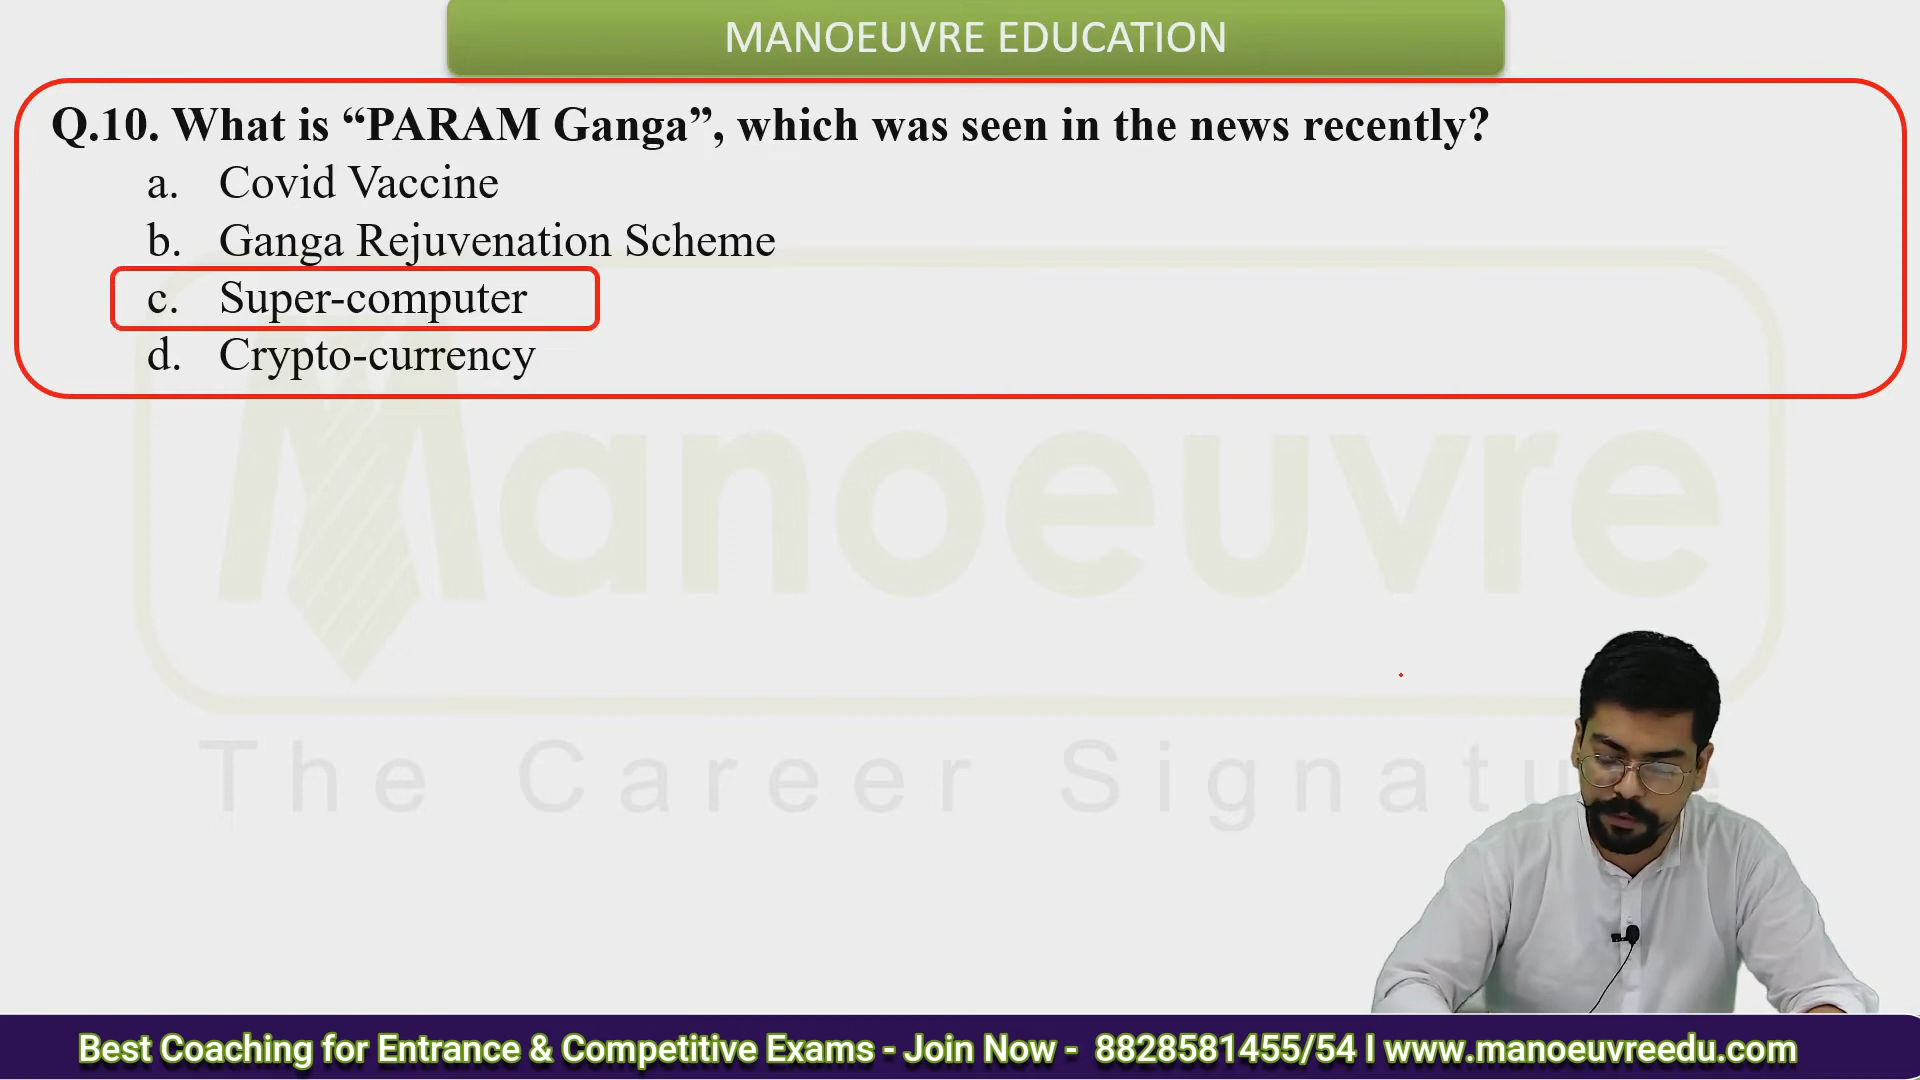 MANOEUVRE EDUCATION
Q.10. What is “PARAM Ganga”, which was seen in the news recently?
a. Covid Vaccine
b. Ganga Rejuvenation Scheme
c. Super-computer
d. Crypto-currency
Manoeuvre
The Career Signature
Best Coaching for Entrance & Competitive Exams - Join Now - 8828581455/54 I www.manoeuvreedu.com